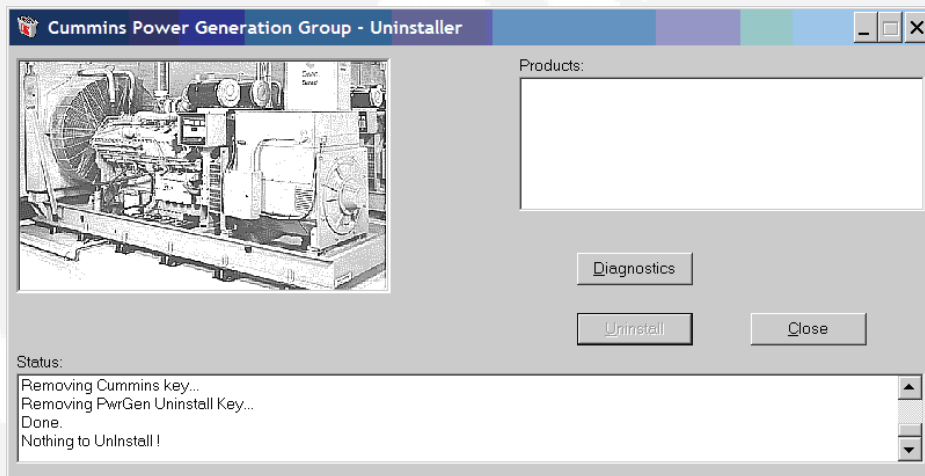 Cummins Power Generation Group - Uninstaller
Products:
Diagnostics
Uninstall
Close
Status:
Removing Cummins key...
Removing PwrGen Uninstall Key...
Done.
Nothing to UnInstall !